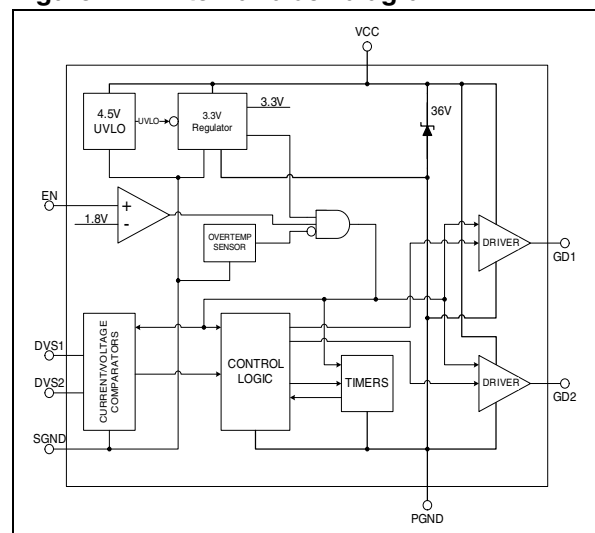 VCC
4.5V
UVLO
UVLO
3.3V
Regulator
3.3V
36V
EN
+
-
1.8V
OVERTEMP
SENSOR
DRIVER
GD1
DVS1
DVS2
CURRENT/VOLTAGE
COMPARATORS
CONTROL
LOGIC
TIMERS
DRIVER
GD2
SGND
PGND